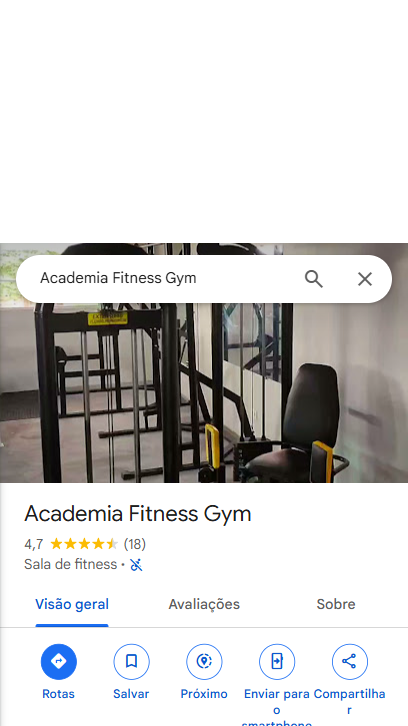 Academia Fitness Gym
Academia Fitness Gym
4,7 (18)
Sala de fitness ·
Visão geral Avaliações Sobre
Rotas Salvar Próximo Enviar para o smartphone Compartilhar